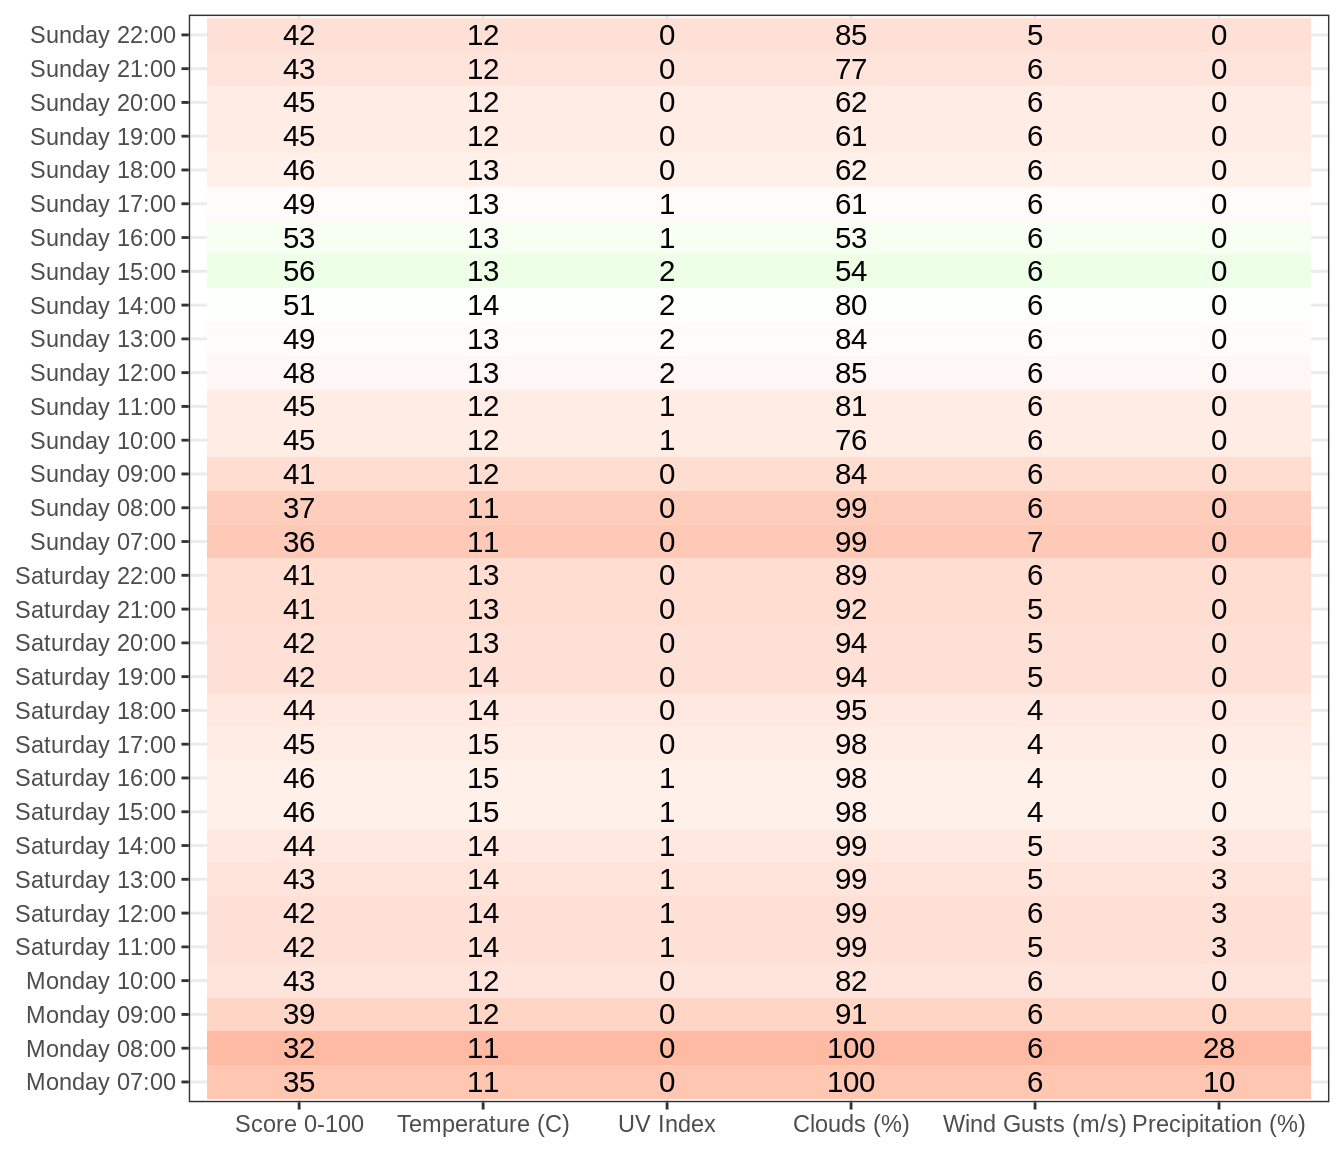 Sunday 22:00 42 12 0 85 5 0
Sunday 21:00 43 12 0 77 6 0
Sunday 20:00 45 12 0 62 6 0
Sunday 19:00 45 12 0 61 6 0
Sunday 18:00 46 13 0 62 6 0
Sunday 17:00 49 13 1 61 6 0
Sunday 16:00 53 13 1 53 6 0
Sunday 15:00 56 13 2 54 6 0
Sunday 14:00 51 14 2 80 6 0
Sunday 13:00 49 13 2 84 6 0
Sunday 12:00 48 13 2 85 6 0
Sunday 11:00 45 12 1 81 6 0
Sunday 10:00 45 12 1 76 6 0
Sunday 09:00 41 12 0 84 6 0
Sunday 08:00 37 11 0 99 6 0
Sunday 07:00 36 11 0 99 7 0
Saturday 22:00 41 13 0 89 6 0
Saturday 21:00 41 13 0 92 5 0
Saturday 20:00 42 13 0 94 5 0
Saturday 19:00 42 14 0 94 5 0
Saturday 18:00 44 14 0 95 4 0
Saturday 17:00 45 15 0 98 4 0
Saturday 16:00 46 15 1 98 4 0
Saturday 15:00 46 15 1 98 4 0
Saturday 14:00 44 14 1 99 5 3
Saturday 13:00 43 14 1 99 5 3
Saturday 12:00 42 14 1 99 6 3
Saturday 11:00 42 14 1 99 5 3
Monday 10:00 43 12 0 82 6 0
Monday 09:00 39 12 0 91 6 0
Monday 08:00 32 11 0 100 6 28
Monday 07:00 35 11 0 100 6 10
Score 0-100 Temperature (C) UV Index Clouds (%) Wind Gusts (m/s) Precipitation (%)